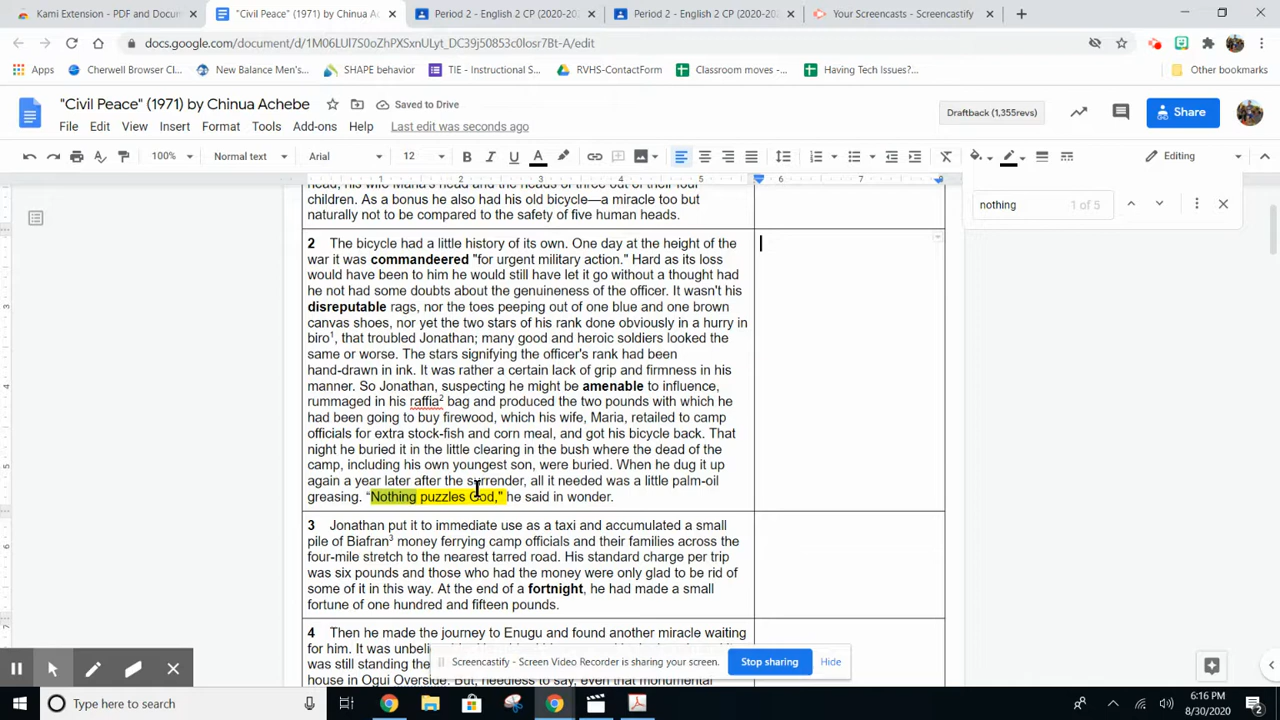 Kami Extension - PDF and Docume
"Civil Peace" (1971) by Chinua Ache
Period 2 - English 2 CP (2020-202
Period 2 - English 2 CP (2020-202
Your Screencasts - Screencastify
docs.google.com/document/d/1M06LUl7S0oZhPXSxnULyt_DC39j50853c0losr7Bt-A/edit
Apps
Cherwell Browser Cl...
New Balance Men's...
SHAPE behavior
TIE - Instructional S...
RVHS-ContactForm
Classroom moves -...
Having Tech Issues?...
Other bookmarks
"Civil Peace" (1971) by Chinua Achebe
Saved to Drive
File Edit View Insert Format Tools Add-ons Help Last edit was seconds ago
Draftback (1,355revs)
Share
100% Normal text Arial 12 B I U A Editing
1 2 3 4 5 6 7 8
nothing 1 of 5
head, his wife Maria's head and the heads of three out of their four
children. As a bonus he also had his old bicycle—a miracle too but
naturally not to be compared to the safety of five human heads.
2 The bicycle had a little history of its own. One day at the height of the
war it was commandeered "for urgent military action." Hard as its loss
would have been to him he would still have let it go without a thought had
he not had some doubts about the genuineness of the officer. It wasn't his
disreputable rags, nor the toes peeping out of one blue and one brown
canvas shoes, nor yet the two stars of his rank done obviously in a hurry in
biro¹, that troubled Jonathan; many good and heroic soldiers looked the
same or worse. The stars signifying the officer's rank had been
hand-drawn in ink. It was rather a certain lack of grip and firmness in his
manner. So Jonathan, suspecting he might be amenable to influence,
rummaged in his raffia² bag and produced the two pounds with which he
had been going to buy firewood, which his wife, Maria, retailed to camp
officials for extra stock-fish and corn meal, and got his bicycle back. That
night he buried it in the little clearing in the bush where the dead of the
camp, including his own youngest son, were buried. When he dug it up
again a year later after the surrender, all it needed was a little palm-oil
greasing. “Nothing puzzles God," he said in wonder.
3 Jonathan put it to immediate use as a taxi and accumulated a small
pile of Biafran³ money ferrying camp officials and their families across the
four-mile stretch to the nearest tarred road. His standard charge per trip
was six pounds and those who had the money were only glad to be rid of
some of it in this way. At the end of a fortnight, he had made a small
fortune of one hundred and fifteen pounds.
4 Then he made the journey to Enugu and found another miracle waiting
for him. It was unbeli
was still standing the
house in Ogui Overside. But, needless to say, even that monumental
Screencastify - Screen Video Recorder is sharing your screen. Stop sharing Hide
Type here to search
6:16 PM
8/30/2020
2